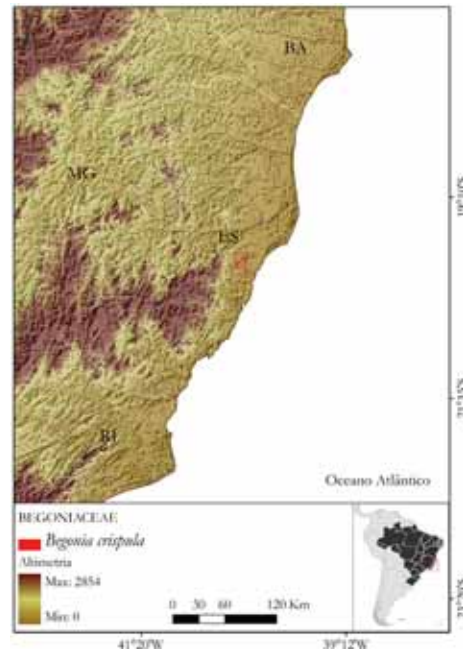 BA
MG
ES
RJ
Oceano Atlântico
BEGONIACEAE
Begonia crispula
Altimetria
Max: 2854
Min: 0
0 30 60 120 Km
41°20'W 39°12'W